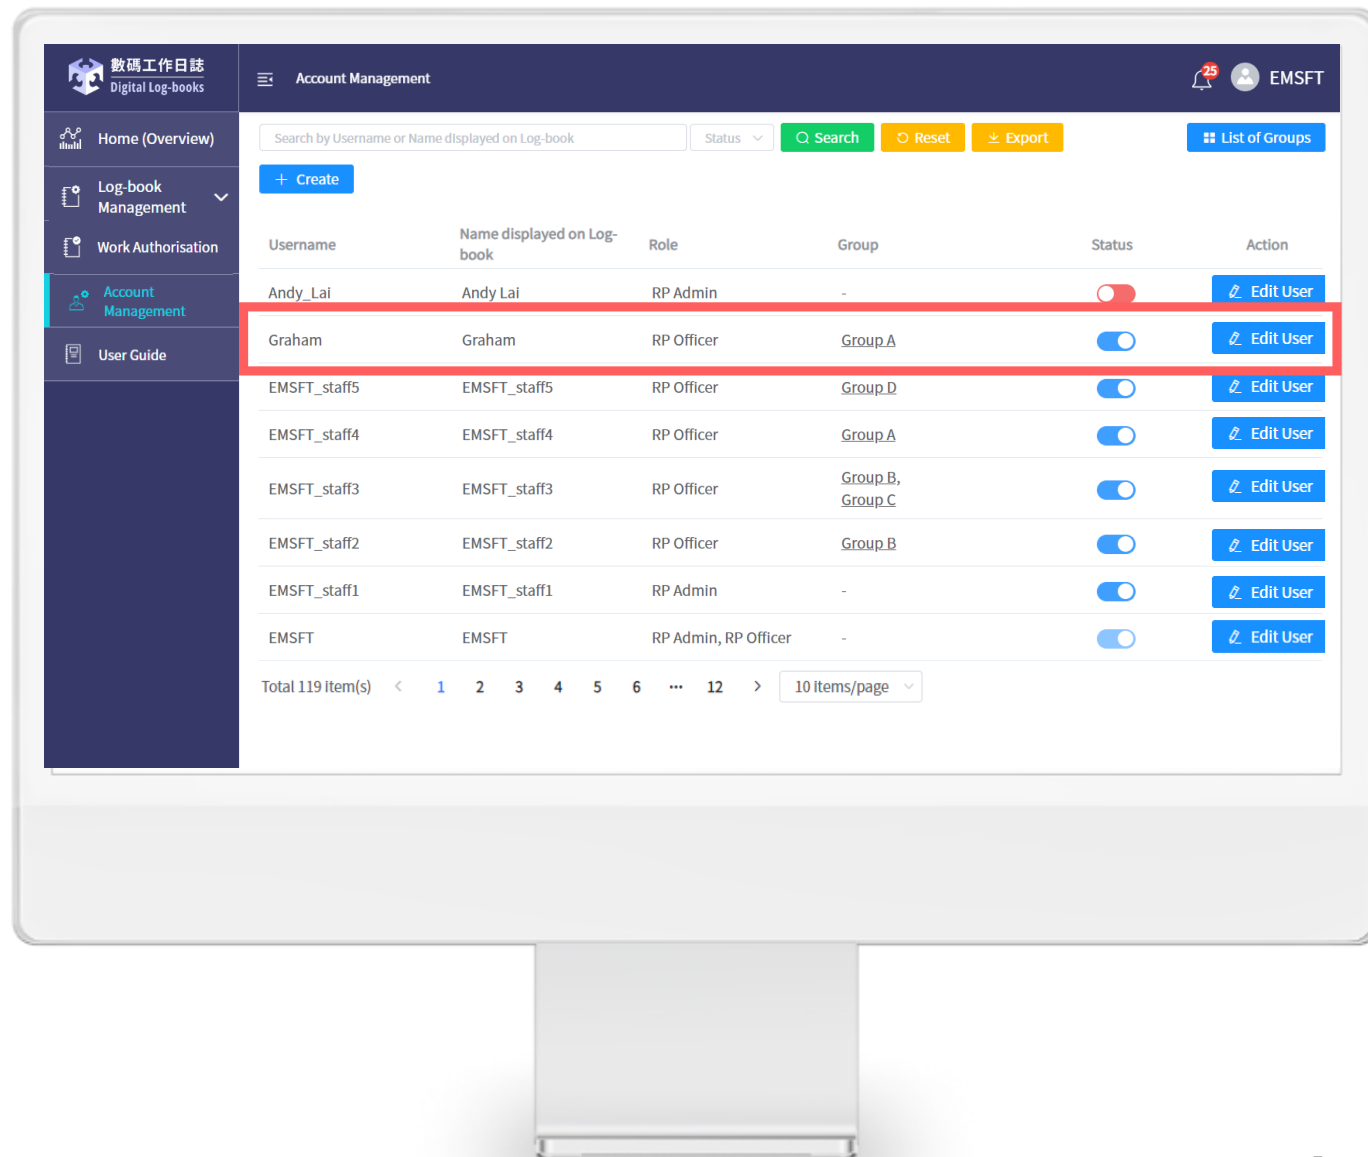 數碼工作日誌
Digital Log-books
Account Management
25
EMSFT
Home (Overview)
Log-book
Management
Work Authorisation
Account
Management
User Guide
Search by Username or Name displayed on Log-book
Status
Search
Reset
Export
List of Groups
+ Create
Username
Name displayed on Log-
book
Role
Group
Status
Action
Andy_Lai Andy Lai RP Admin - Edit User
Graham Graham RP Officer Group A Edit User
EMSFT_staff5 EMSFT_staff5 RP Officer Group D Edit User
EMSFT_staff4 EMSFT_staff4 RP Officer Group A Edit User
EMSFT_staff3 EMSFT_staff3 RP Officer Group B,
Group C Edit User
EMSFT_staff2 EMSFT_staff2 RP Officer Group B Edit User
EMSFT_staff1 EMSFT_staff1 RP Admin - Edit User
EMSFT EMSFT RP Admin, RP Officer - Edit User
Total 119 item(s) < 1 2 3 4 5 6 ··· 12 > 10 items/page